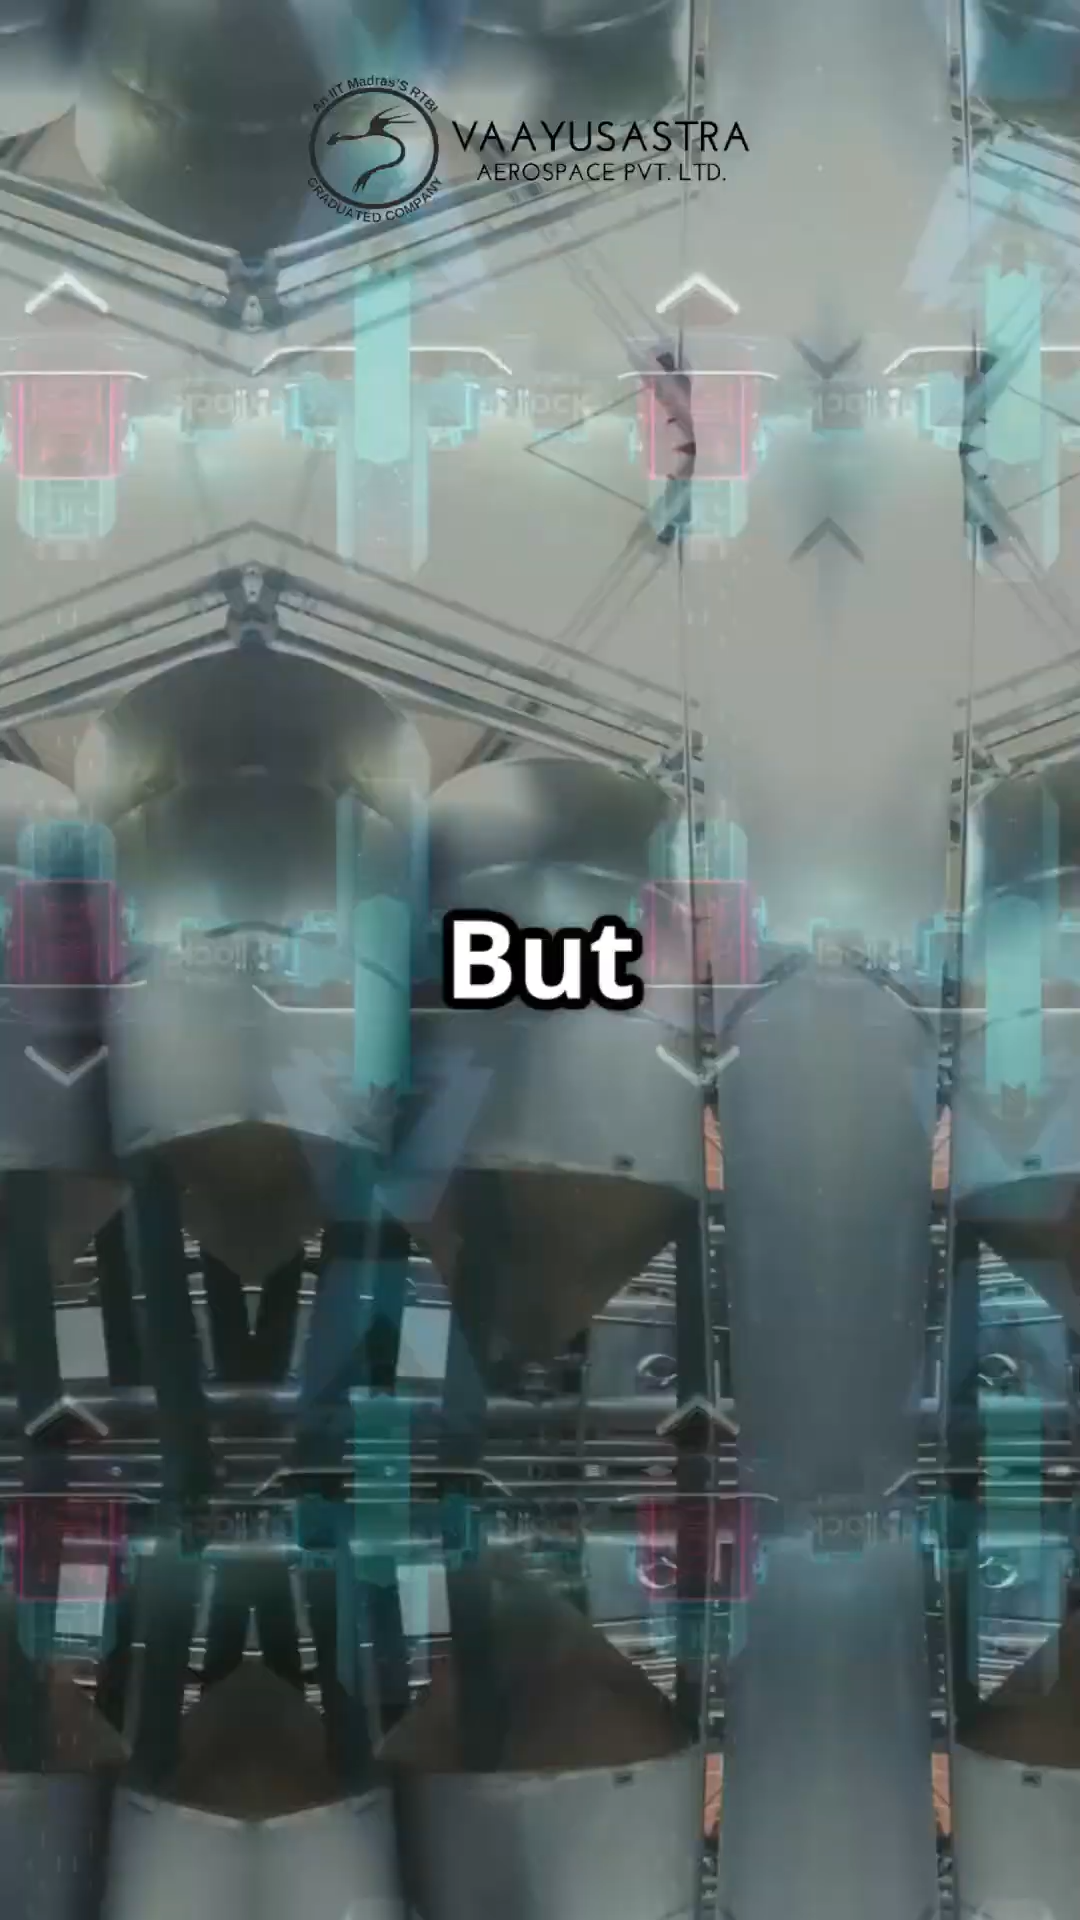 An IIT Madras'S RTBI
GRADUATED COMPANY
VAAYUSASTRA
AEROSPACE PVT. LTD.
But